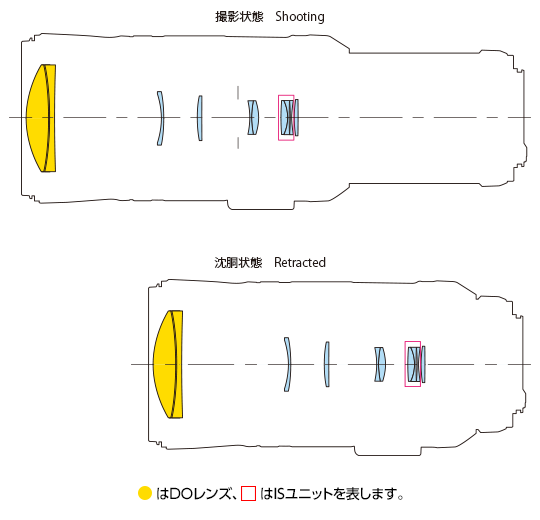 撮影状態　Shooting
沈胴状態　Retracted
はDOレンズ、 はISユニットを表します。